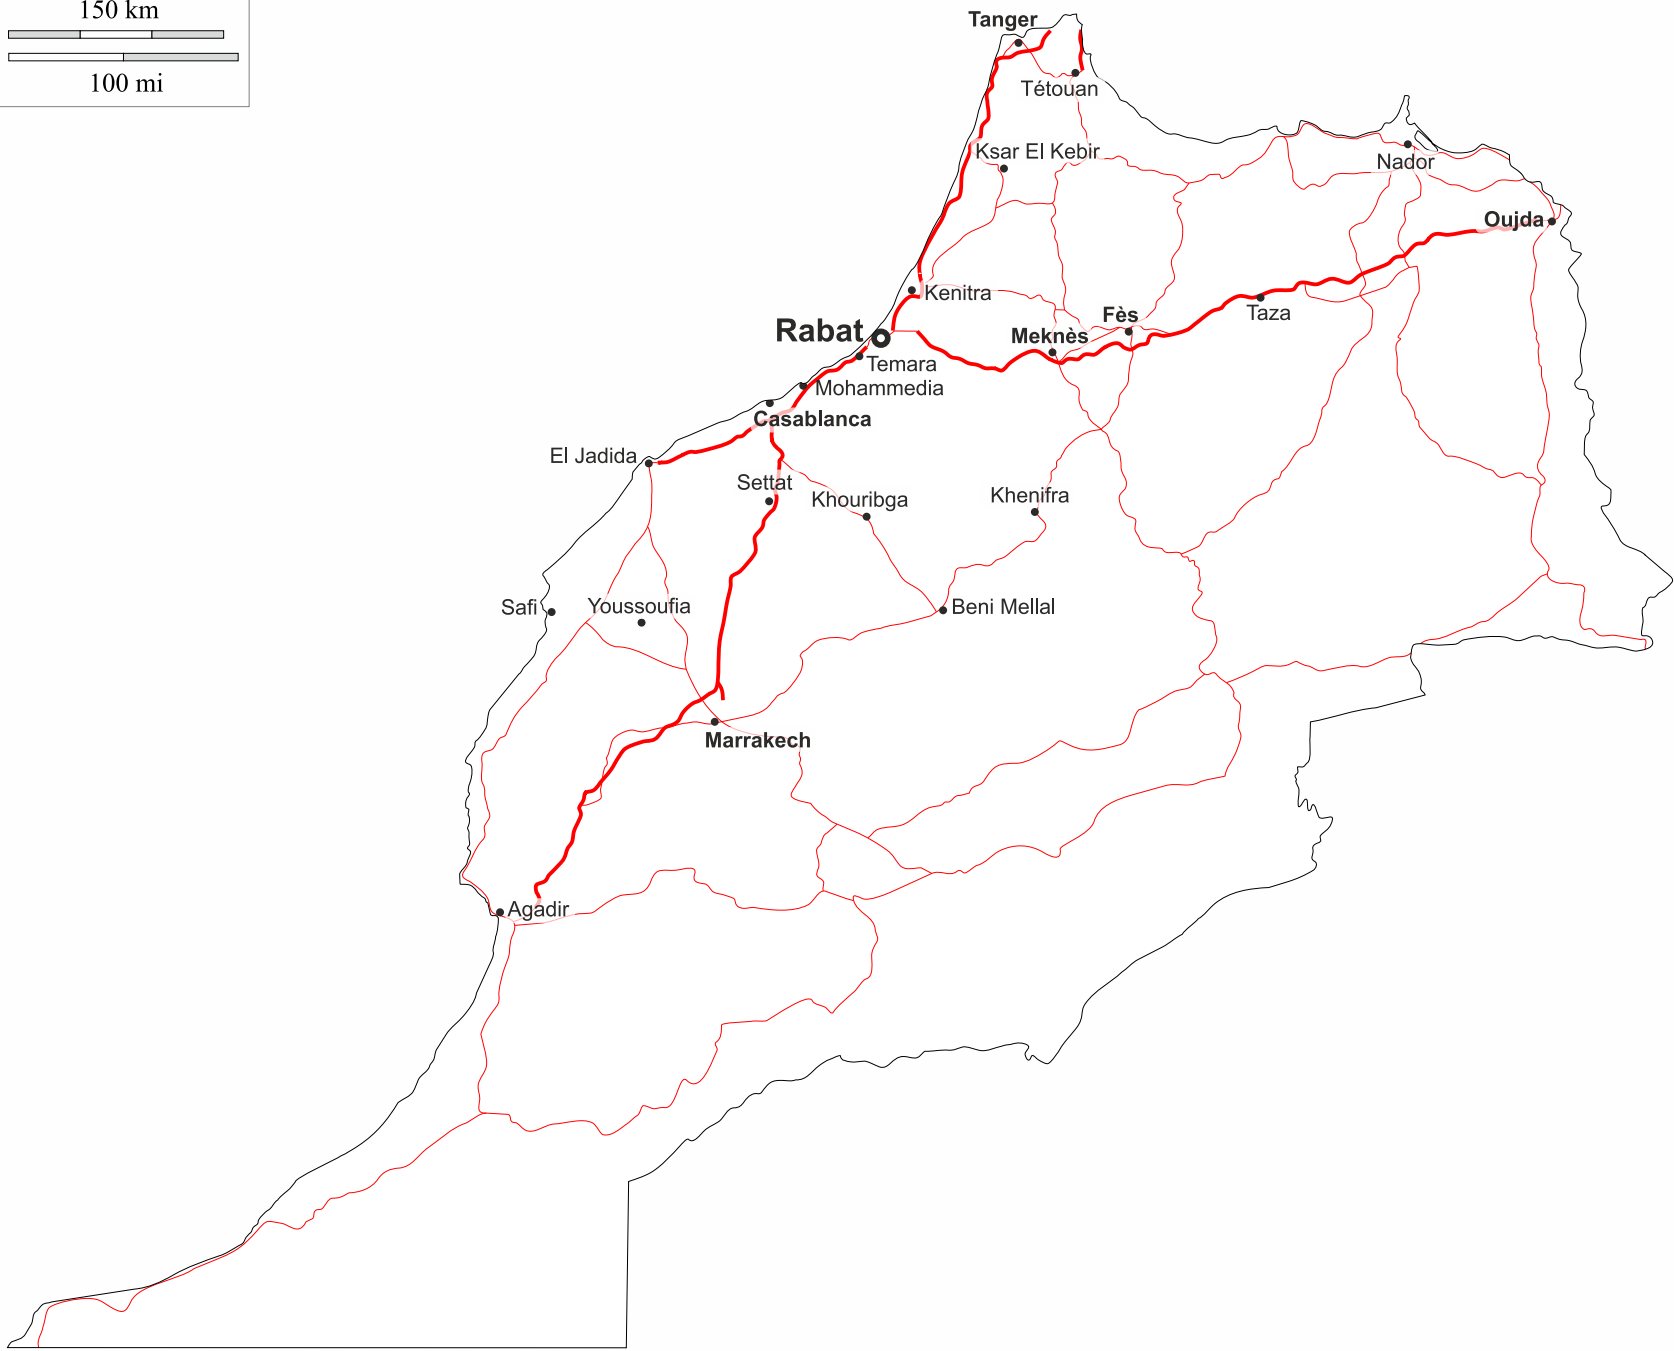 150 km
100 mi
Tanger
Tétouan
Ksar El Kebir
Nador
Oujda
Kenitra
Taza
Fès
Rabat
Meknès
Temara
Mohammedia
Casablanca
El Jadida
Settat
Khouribga
Khenifra
Safi
Youssoufia
Beni Mellal
Marrakech
Agadir